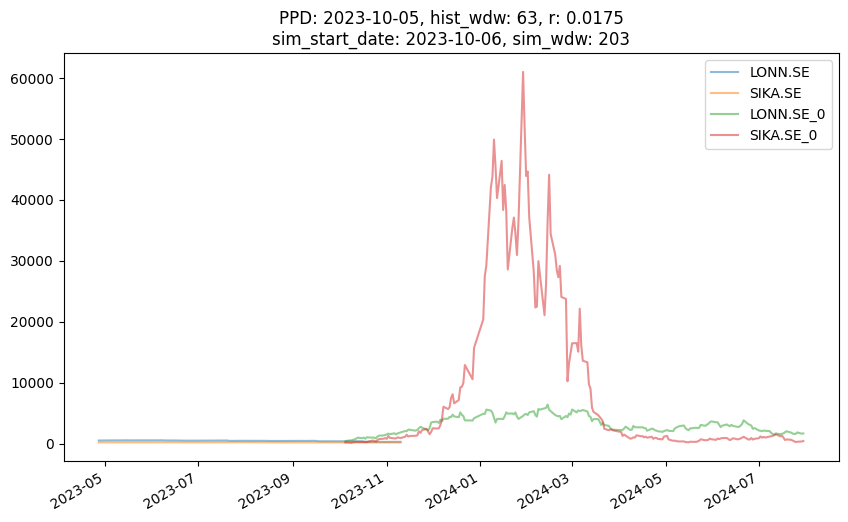 PPD: 2023-10-05, hist_wdw: 63, r: 0.0175
sim_start_date: 2023-10-06, sim_wdw: 203
LONN.SE
SIKA.SE
LONN.SE_0
SIKA.SE_0
60000
50000
40000
30000
20000
10000
0
2023-05
2023-07
2023-09
2023-11
2024-01
2024-03
2024-05
2024-07